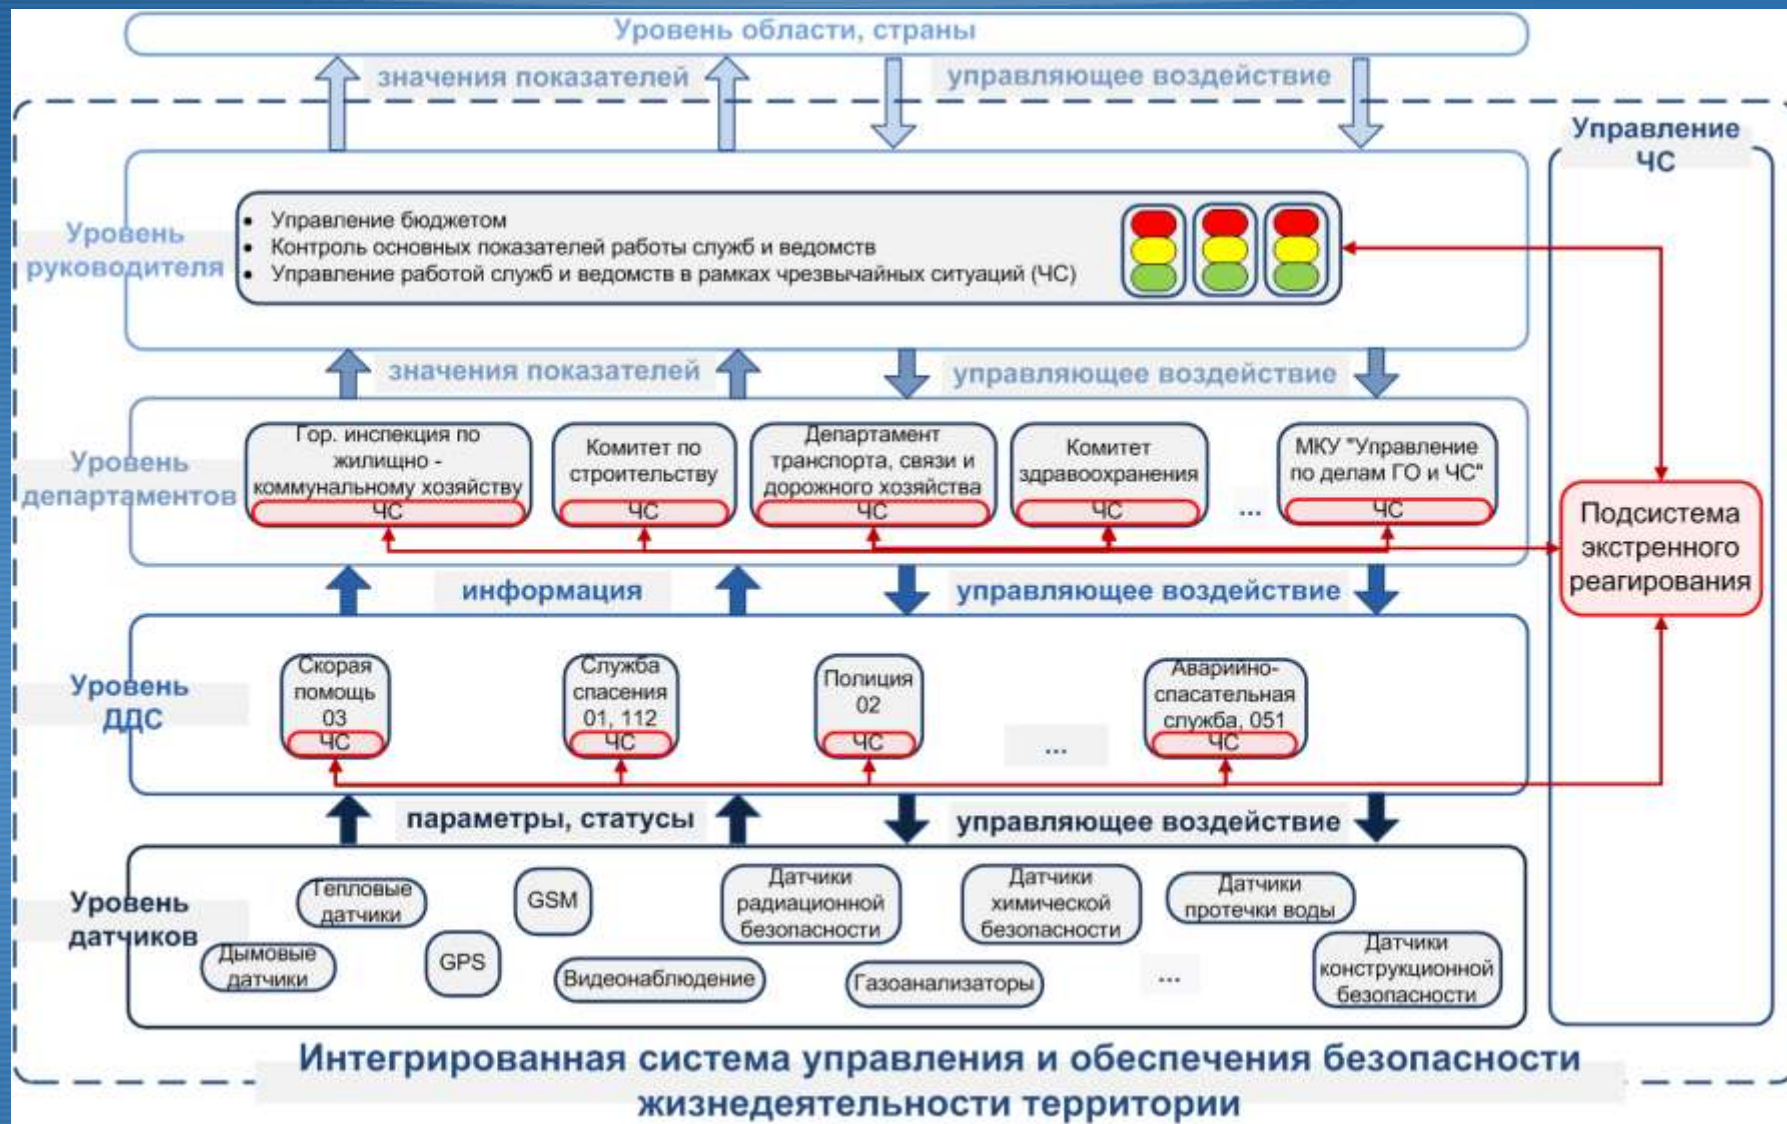 Уровень области, страны
значения показателей
управляющее воздействие
Управление
ЧС
Уровень
руководителя
• Управление бюджетом
• Контроль основных показателей работы служб и ведомств
• Управление работой служб и ведомств в рамках чрезвычайных ситуаций (ЧС)
значения показателей
управляющее воздействие
Уровень
департаментов
Гор. инспекция по
жилищно -
коммунальному хозяйству
ЧС
Комитет по
строительству
ЧС
Департамент
транспорта, связи и
дорожного хозяйства
ЧС
Комитет
здравоохранения
ЧС
...
МКУ "Управление
по делам ГО и ЧС"
ЧС
Подсистема
экстренного
реагирования
информация
управляющее воздействие
Уровень
ДДС
Скорая
помощь
03
ЧС
Служба
спасения
01, 112
ЧС
Полиция
02
ЧС
...
Аварийно-
спасательная
служба, 051
ЧС
параметры, статусы
управляющее воздействие
Уровень
датчиков
Тепловые
датчики
GSM
Датчики
радиационной
безопасности
Датчики
химической
безопасности
Датчики
протечки воды
Дымовые
датчики
GPS
Видеонаблюдение
Газоанализаторы
...
Датчики
конструкционной
безопасности
Интегрированная система управления и обеспечения безопасности
жизнедеятельности территории